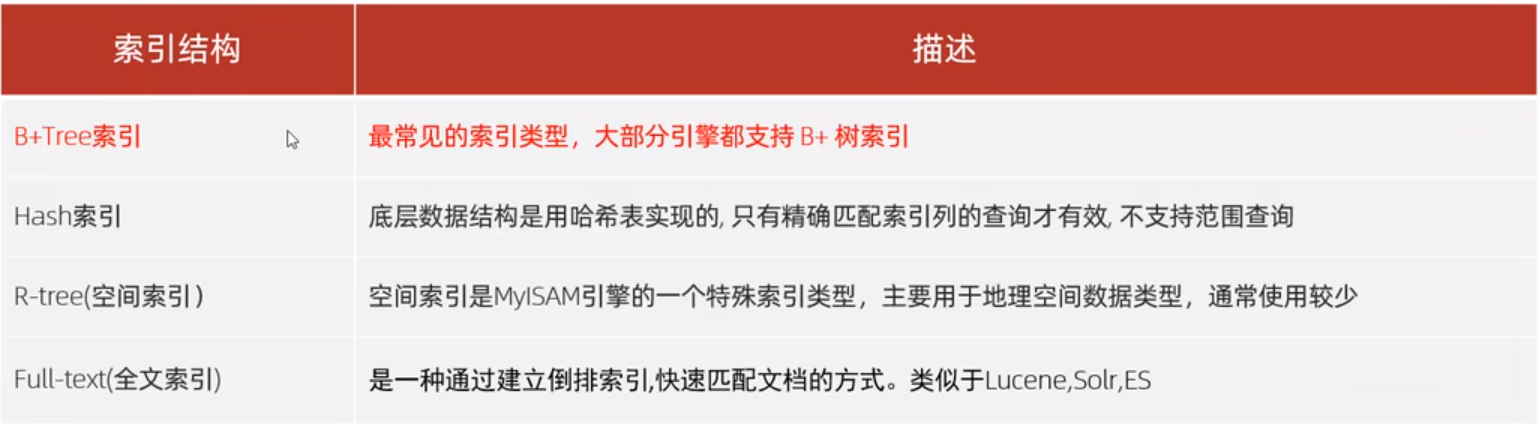 索引结构 描述
B+Tree索引 最常见的索引类型，大部分引擎都支持 B+ 树索引
Hash索引 底层数据结构是用哈希表实现的, 只有精确匹配索引列的查询才有效, 不支持范围查询
R-tree(空间索引） 空间索引是MyISAM引擎的一个特殊索引类型，主要用于地理空间数据类型，通常使用较少
Full-text(全文索引) 是一种通过建立倒排索引,快速匹配文档的方式。类似于Lucene,Solr,ES